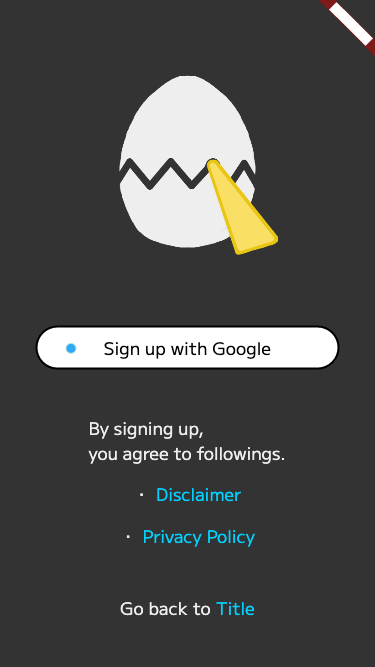 Sign up with Google
By signing up,
you agree to followings.
・ Disclaimer
・ Privacy Policy
Go back to Title